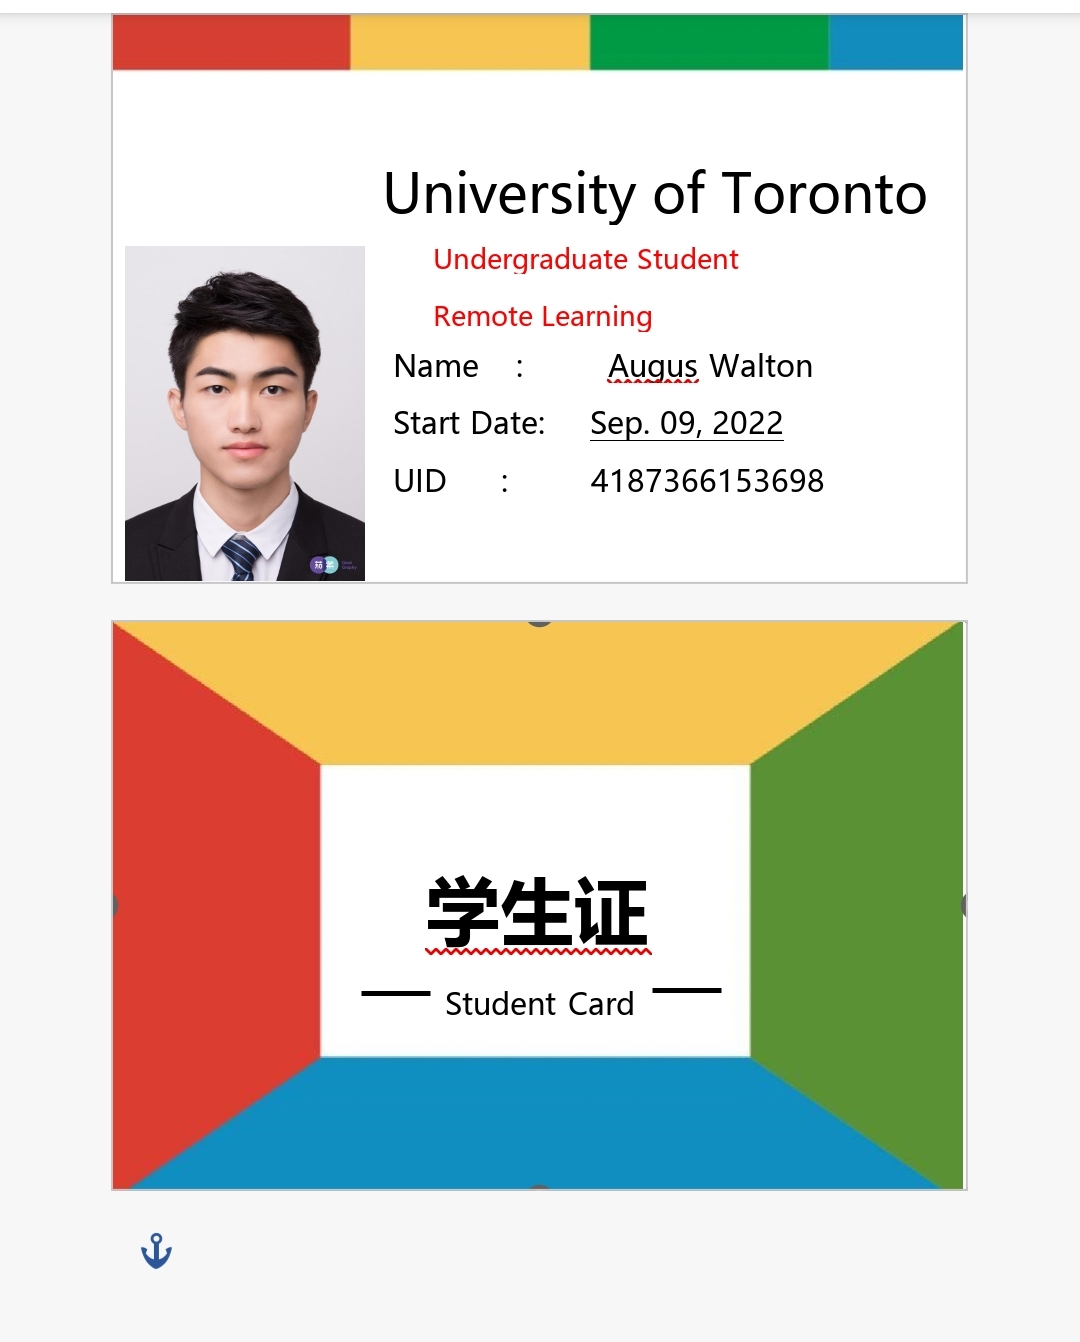 University of Toronto
Undergraduate Student
Remote Learning
Name :   Augus Walton
Start Date:   Sep. 09, 2022
UID :   4187366153698
学生证
Student Card